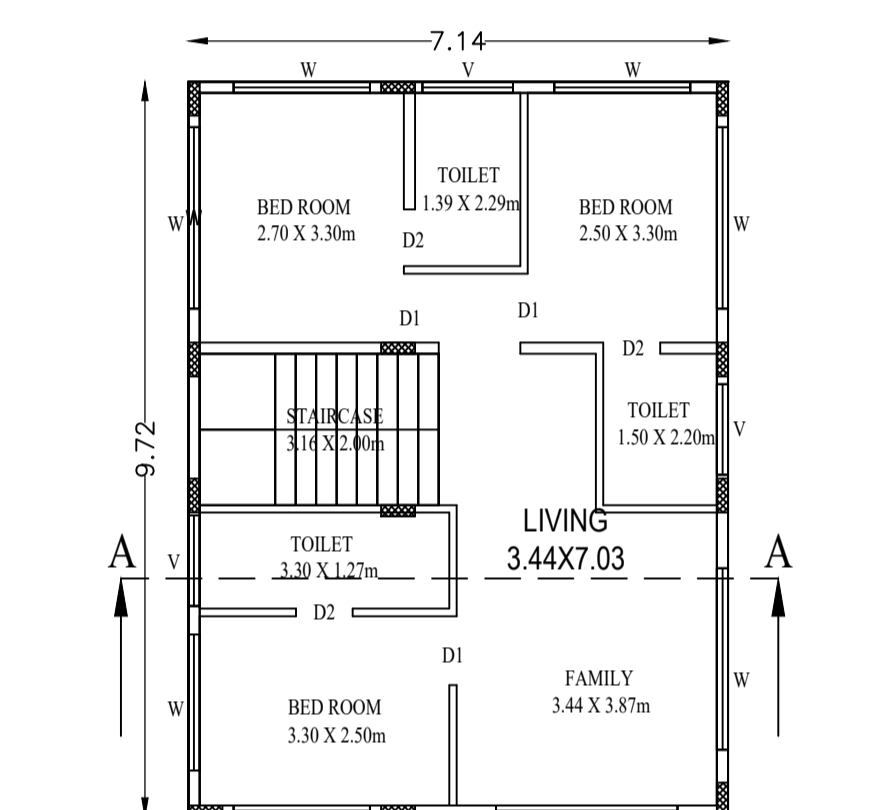 7.14
W
V
W
TOILET
1.39 X 2.29m
BED ROOM
2.70 X 3.30m
BED ROOM
2.50 X 3.30m
W
W
W
D2
D1
D1
D2
STAIRCASE
3.16 X 2.00m
TOILET
1.50 X 2.20m
V
9.72
LIVING
3.44X7.03
A
V
TOILET
3.30 X 1.27m
A
D2
D1
FAMILY
3.44 X 3.87m
W
W
BED ROOM
3.30 X 2.50m